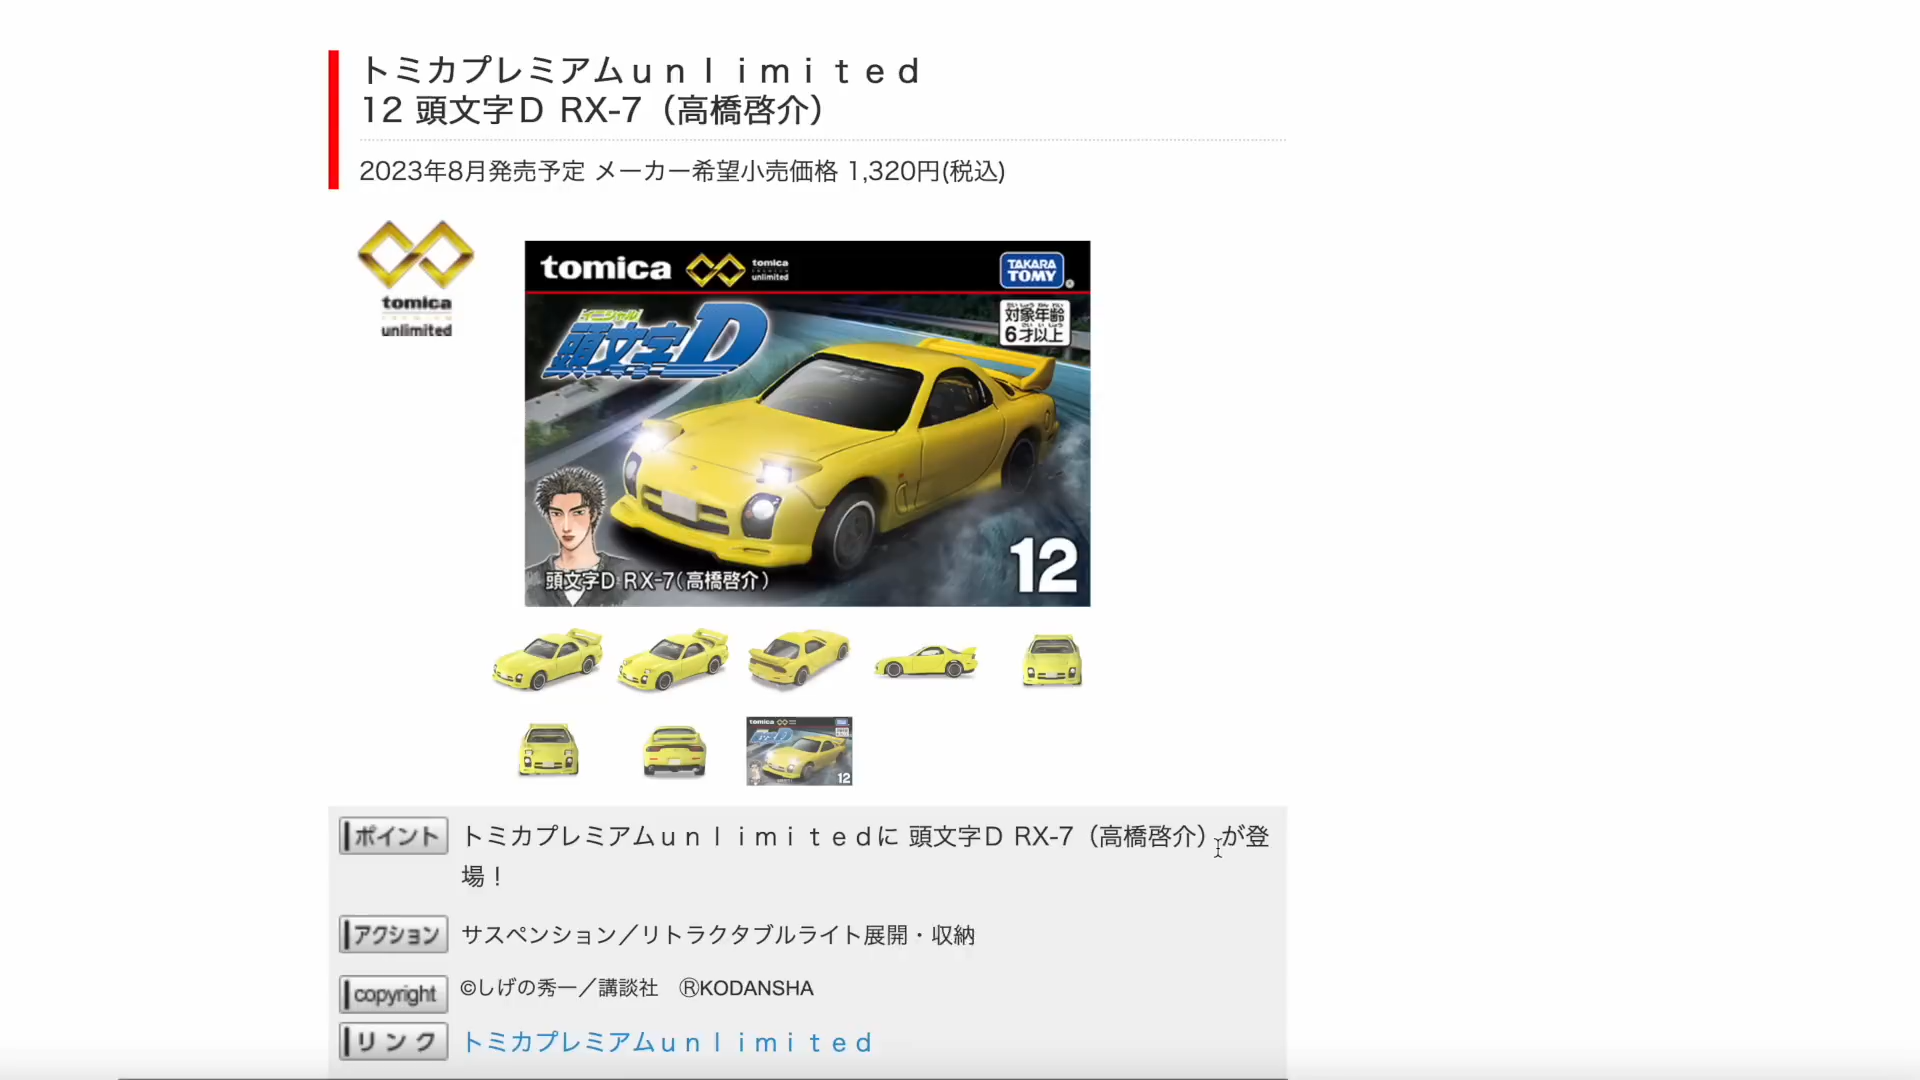 トミカプレミアムｕｎｌｉｍｉｔｅｄ
12 頭文字Ｄ RX-7（高橋啓介）
2023年8月発売予定 メーカー希望小売価格 1,320円(税込)
tomica
unlimited
tomica
tomica
unlimited
TAKARA
TOMY
イニシャル
頭文字D
対象年齢
6才以上
頭文字D RX-7(高橋啓介)
12
tomica
12
ポイント
トミカプレミアムｕｎｌｉｍｉｔｅｄに 頭文字Ｄ RX-7（高橋啓介）が登
場！
アクション
サスペンション／リトラクタブルライト展開・収納
copyright
©しげの秀一／講談社　ⓇKODANSHA
リンク
トミカプレミアムｕｎｌｉｍｉｔｅｄ